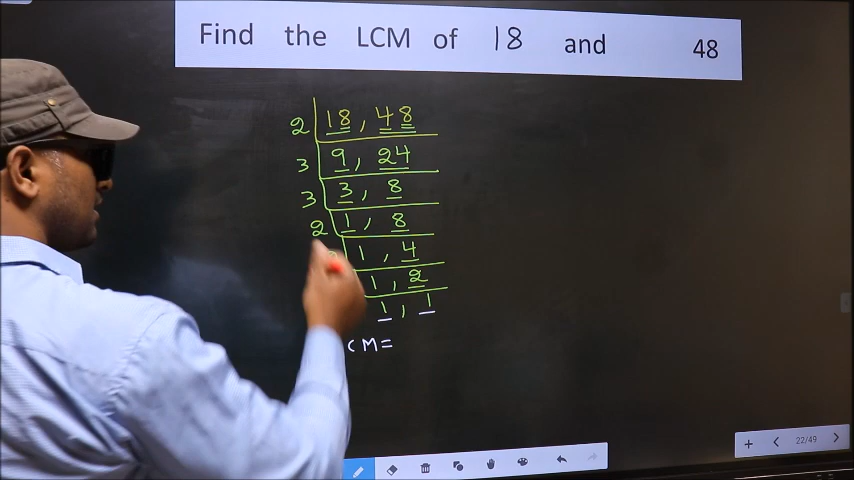 Find the LCM of 18 and 48
2 18, 48
3 9, 24
3 3, 8
2 1, 8
1, 4
1, 2
1, 1
CM=
22/49